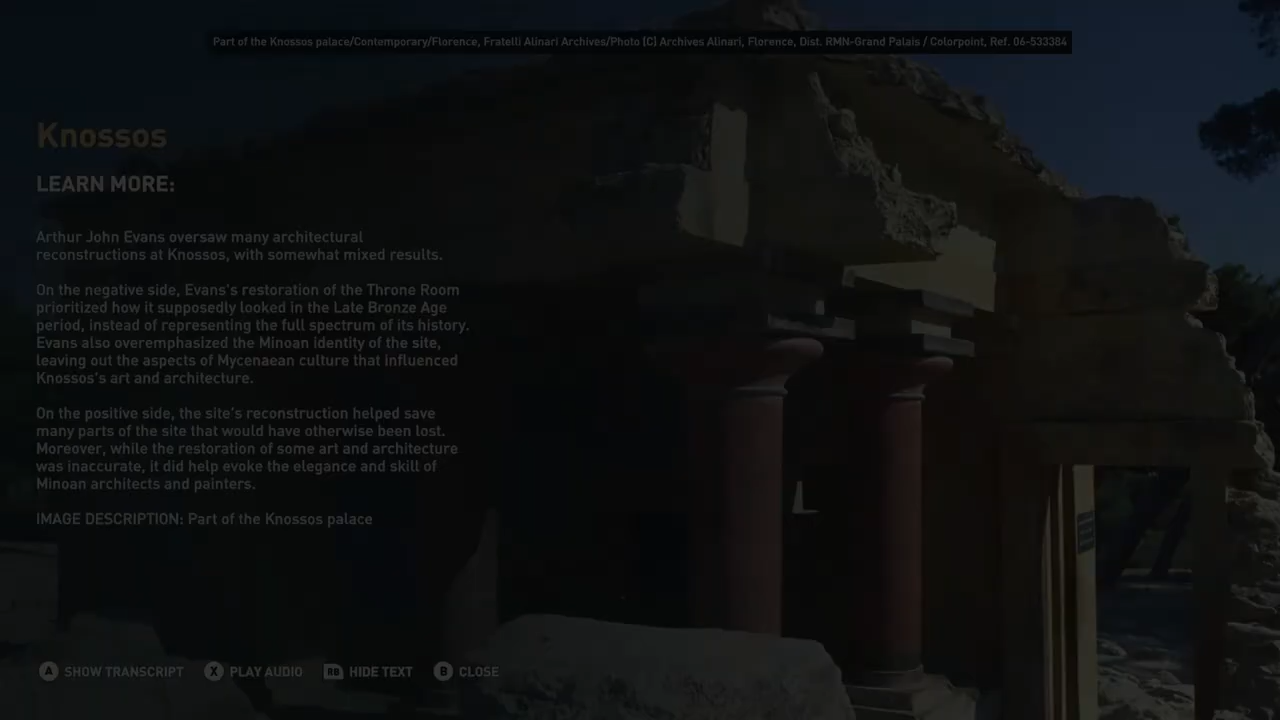 Part of the Knossos palace/Contemporary/Florence, Fratelli Alinari Archives/Photo (C) Archives Alinari, Florence, Dist. RMN-Grand Palais / Colorpoint, Ref. 06-533384
Knossos
LEARN MORE:
Arthur John Evans oversaw many architectural
reconstructions at Knossos, with somewhat mixed results.
On the negative side, Evans's restoration of the Throne Room
prioritized how it supposedly looked in the Late Bronze Age
period, instead of representing the full spectrum of its history.
Evans also overemphasized the Minoan identity of the site,
leaving out the aspects of Mycenaean culture that influenced
Knossos's art and architecture.
On the positive side, the site's reconstruction helped save
many parts of the site that would have otherwise been lost.
Moreover, while the restoration of some art and architecture
was inaccurate, it did help evoke the elegance and skill of
Minoan architects and painters.
IMAGE DESCRIPTION: Part of the Knossos palace
A SHOW TRANSCRIPT X PLAY AUDIO RB HIDE TEXT B CLOSE